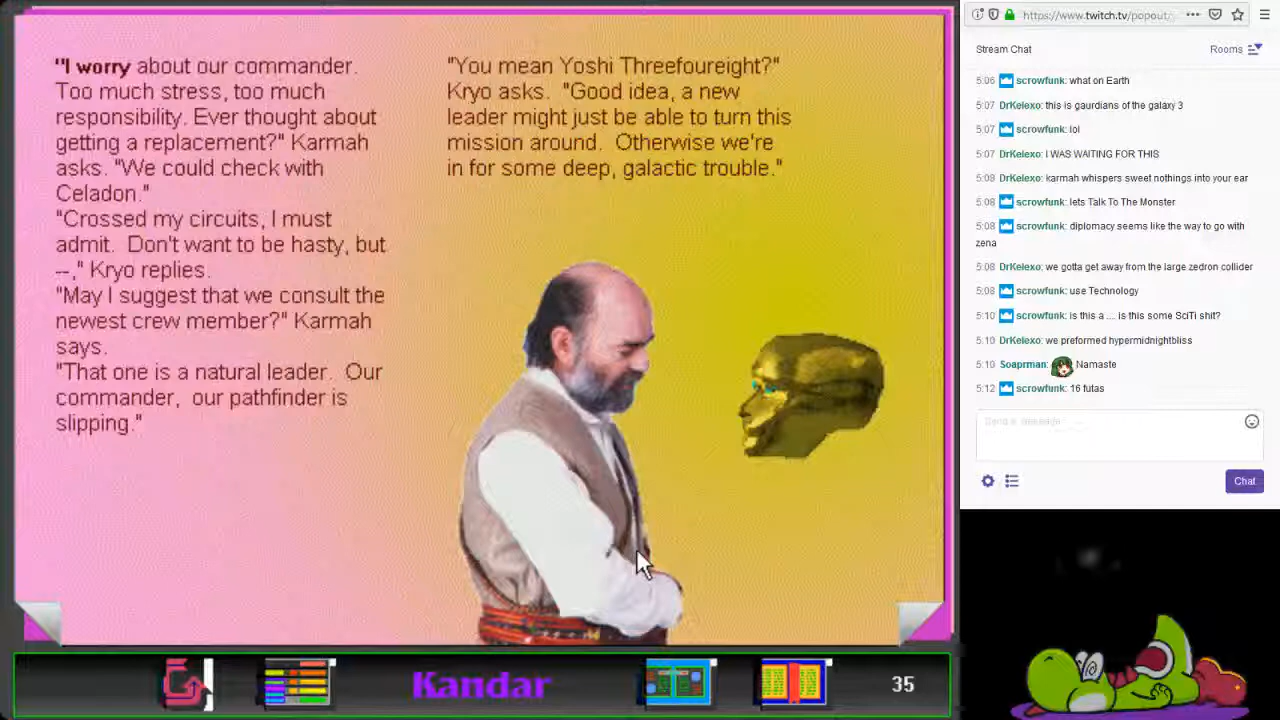 "I worry about our commander.
Too much stress, too much
responsibility. Ever thought about
getting a replacement?" Karmah
asks. "We could check with
Celadon."
"Crossed my circuits, I must
admit.  Don't want to be hasty, but
--," Kryo replies.
"May I suggest that we consult the
newest crew member?" Karmah
says.
"That one is a natural leader.  Our
commander,  our pathfinder is
slipping."
"You mean Yoshi Threefoureight?"
Kryo asks.  "Good idea, a new
leader might just be able to turn this
mission around.  Otherwise we're
in for some deep, galactic trouble."
Kandar
35
https://www.twitch.tv/popout/
Stream Chat
Rooms
5:06 scrowfunk: what on Earth
5:07 DrKelexo: this is gaurdians of the galaxy 3
5:07 scrowfunk: lol
5:07 DrKelexo: I WAS WAITING FOR THIS
5:08 DrKelexo: karmah whispers sweet nothings into your ear
5:08 scrowfunk: lets Talk To The Monster
5:08 scrowfunk: diplomacy seems like the way to go with
zena
5:08 DrKelexo: we gotta get away from the large zedron collider
5:08 scrowfunk: use Technology
5:10 scrowfunk: is this a ... is this some SciTi shit?
5:10 DrKelexo: we preformed hypermidnightbliss
5:10 Soaprman: Namaste
5:12 scrowfunk: 16 futas
Send a message
Chat